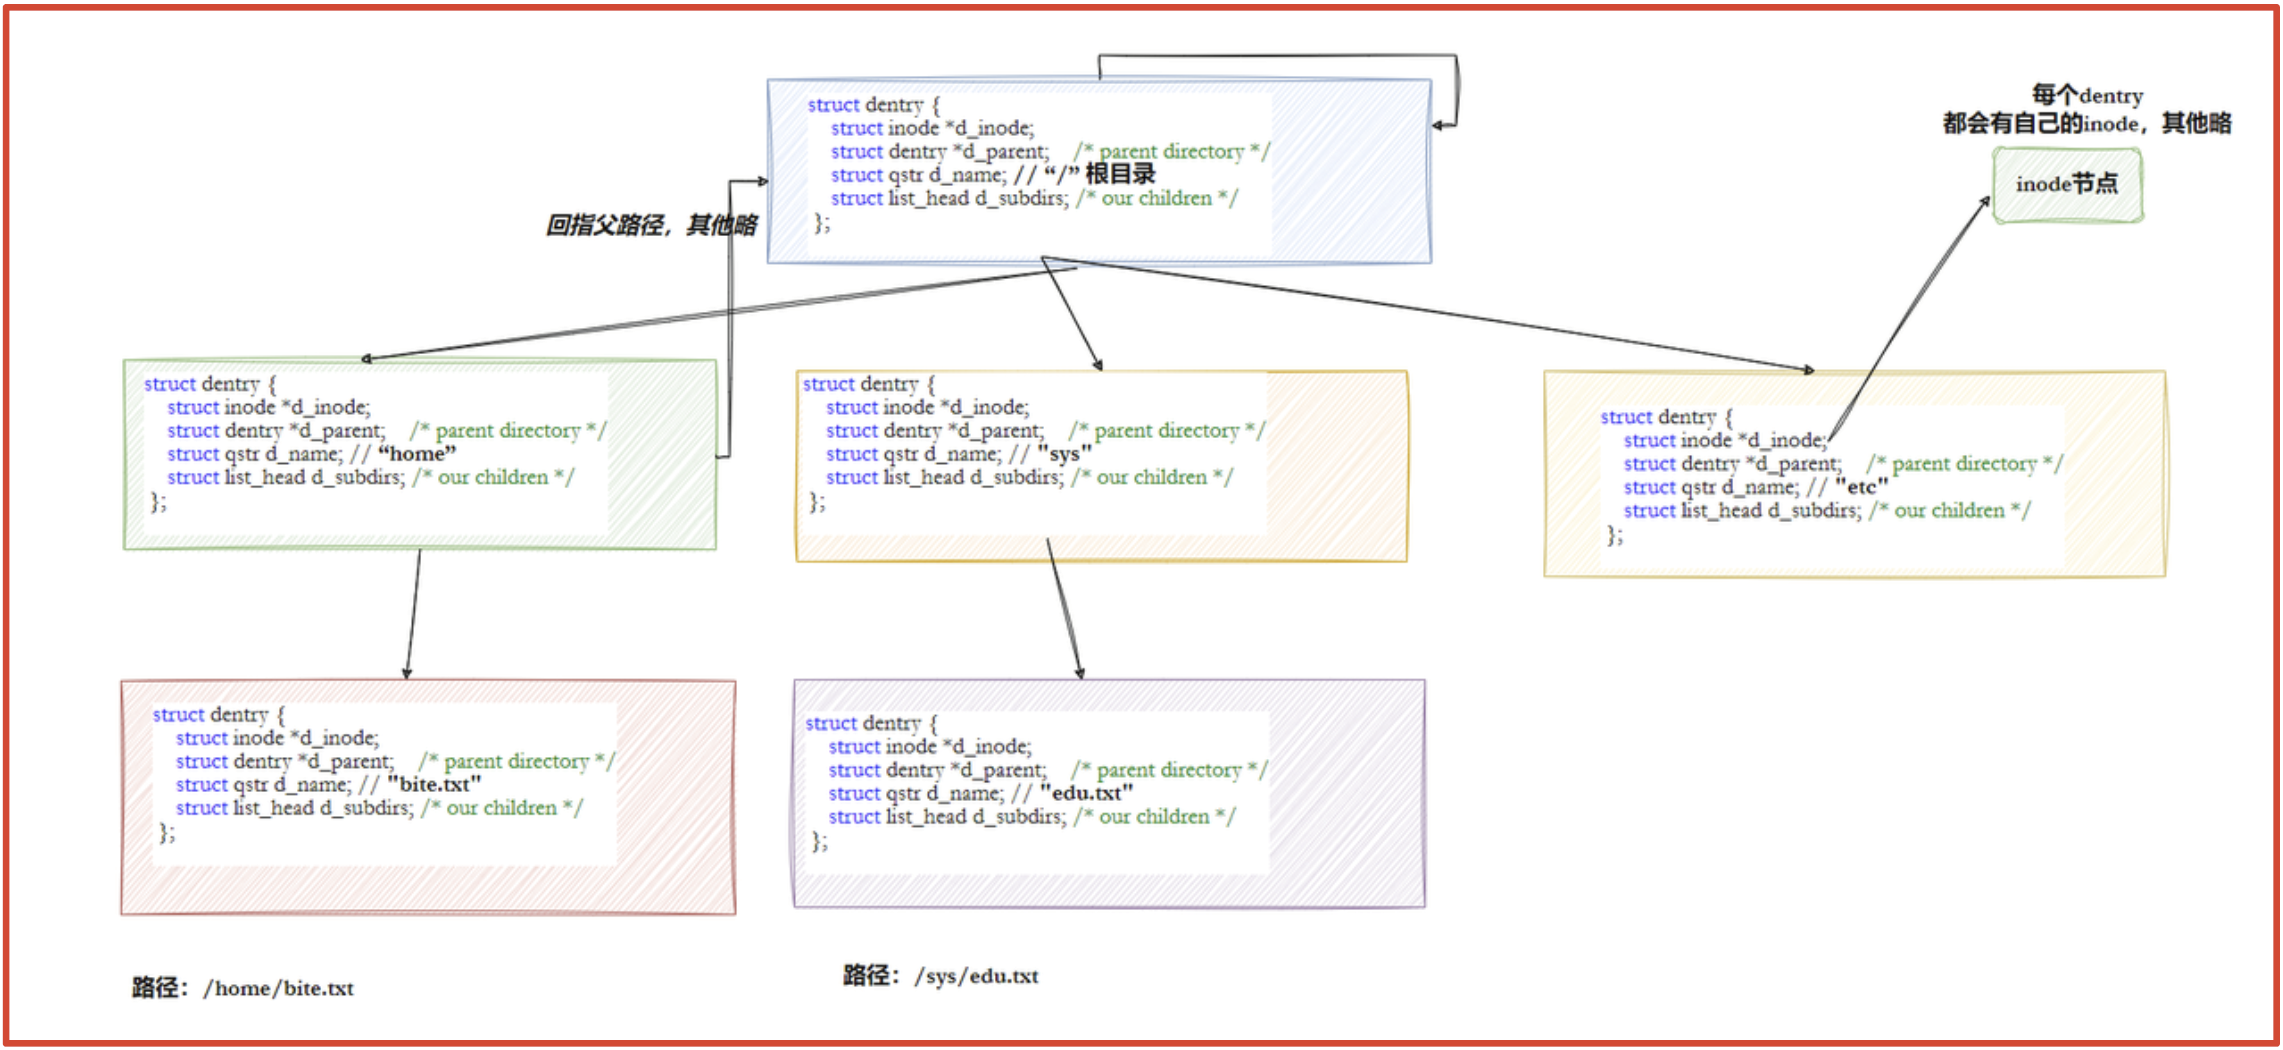 struct dentry {
struct inode *d_inode;
struct dentry *d_parent; /* parent directory */
struct qstr d_name; // “/” 根目录
struct list_head d_subdirs; /* our children */
};
每个dentry
都会有自己的inode，其他略
inode节点
回指父路径，其他略
struct dentry {
struct inode *d_inode;
struct dentry *d_parent; /* parent directory */
struct qstr d_name; // “home”
struct list_head d_subdirs; /* our children */
};
struct dentry {
struct inode *d_inode;
struct dentry *d_parent; /* parent directory */
struct qstr d_name; // "sys"
struct list_head d_subdirs; /* our children */
};
struct dentry {
struct inode *d_inode;
struct dentry *d_parent; /* parent directory */
struct qstr d_name; // "etc"
struct list_head d_subdirs; /* our children */
};
struct dentry {
struct inode *d_inode;
struct dentry *d_parent; /* parent directory */
struct qstr d_name; // "bite.txt"
struct list_head d_subdirs; /* our children */
};
struct dentry {
struct inode *d_inode;
struct dentry *d_parent; /* parent directory */
struct qstr d_name; // "edu.txt"
struct list_head d_subdirs; /* our children */
};
路径：/home/bite.txt
路径：/sys/edu.txt